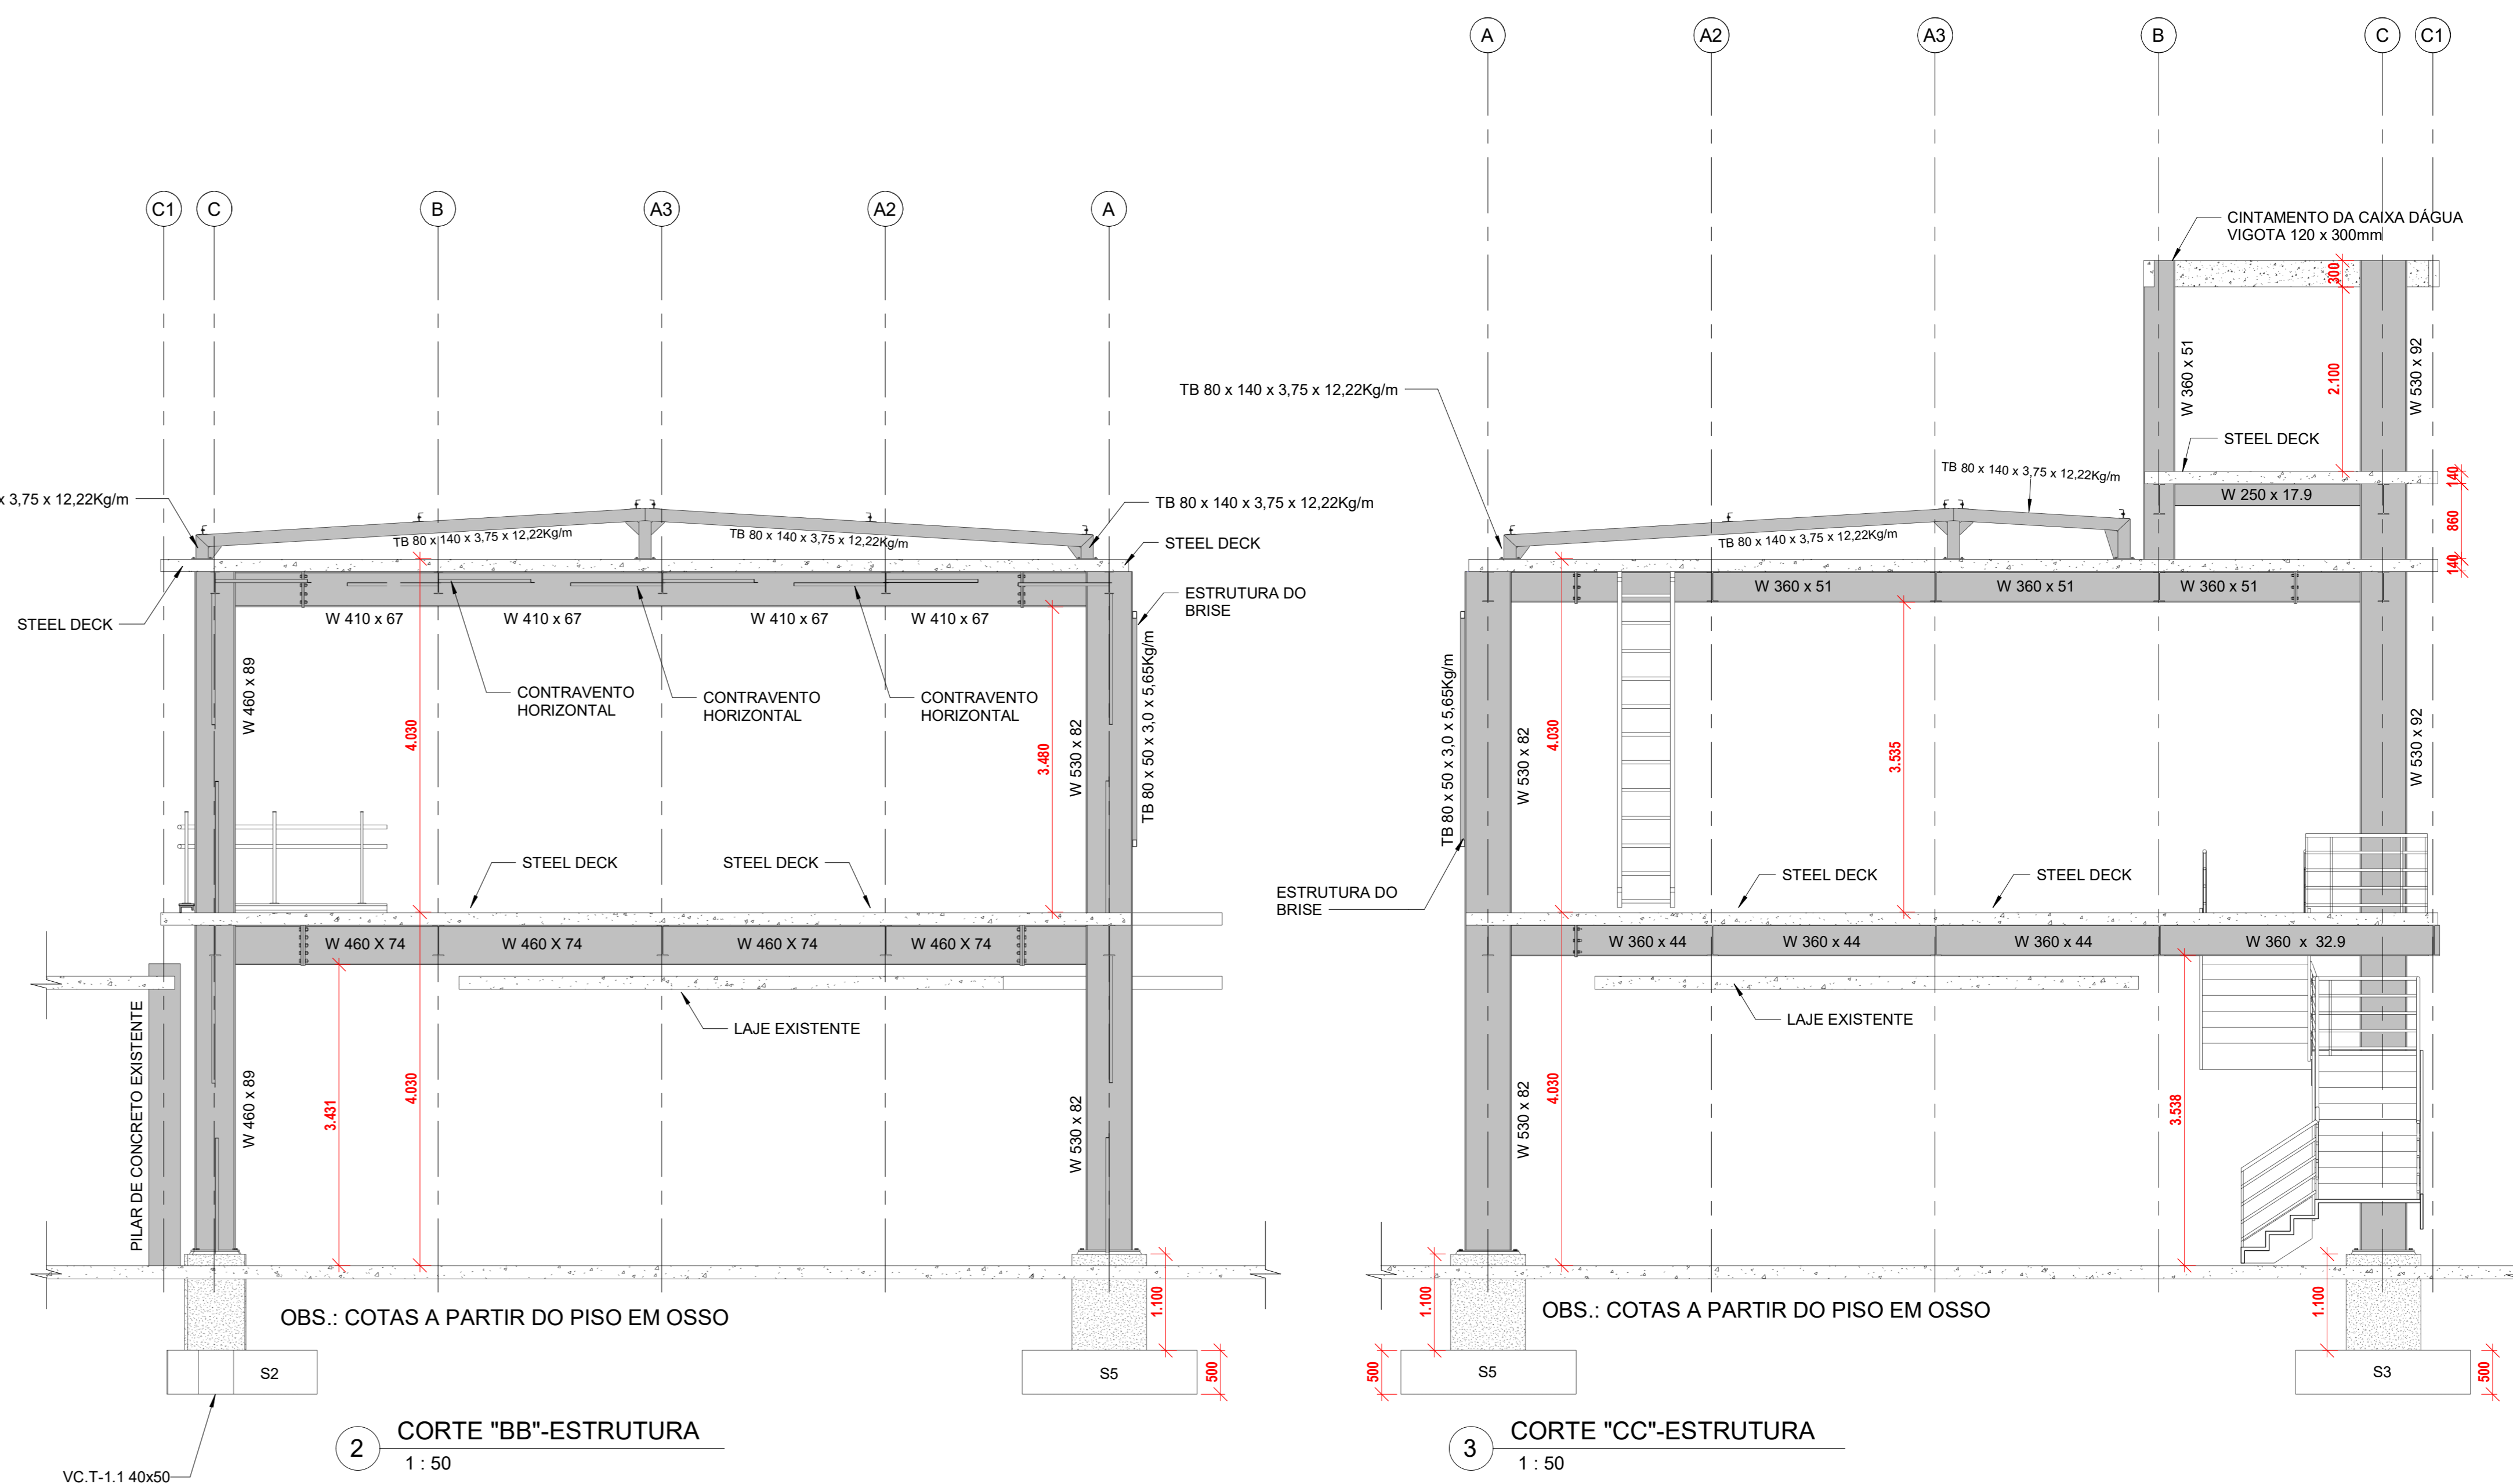 C1
C
B
A3
A2
A
x 3,75 x 12,22Kg/m
TB 80 x 140 x 3,75 x 12,22Kg/m
TB 80 x 140 x 3,75 x 12,22Kg/m
TB 80 x 140 x 3,75 x 12,22Kg/m
STEEL DECK
STEEL DECK
ESTRUTURA DO
BRISE
W 410 x 67
W 410 x 67
W 410 x 67
W 410 x 67
W 460 x 89
CONTRAVENTO
HORIZONTAL
CONTRAVENTO
HORIZONTAL
CONTRAVENTO
HORIZONTAL
4.030
3.480
W 530 x 82
TB 80 x 50 x 3,0 x 5,65Kg/m
STEEL DECK
STEEL DECK
W 460 X 74
W 460 X 74
W 460 X 74
W 460 X 74
LAJE EXISTENTE
PILAR DE CONCRETO EXISTENTE
W 460 x 89
3.431
4.030
W 530 x 82
1.100
OBS.: COTAS A PARTIR DO PISO EM OSSO
S2
S5
500
2
CORTE "BB"-ESTRUTURA
1 : 50
VC.T-1.1 40x50
A
A2
A3
B
C
C1
CINTAMENTO DA CAIXA DÁGUA
VIGOTA 120 x 300mm
300
2.100
W 360 x 51
W 530 x 92
STEEL DECK
TB 80 x 140 x 3,75 x 12,22Kg/m
TB 80 x 140 x 3,75 x 12,22Kg/m
TB 80 x 140 x 3,75 x 12,22Kg/m
W 250 x 17.9
140
860
140
W 360 x 51
W 360 x 51
W 360 x 51
TB 80 x 50 x 3,0 x 5,65Kg/m
W 530 x 82
4.030
3.535
W 530 x 92
ESTRUTURA DO
BRISE
STEEL DECK
STEEL DECK
W 360 x 44
W 360 x 44
W 360 x 44
W 360 x 32.9
LAJE EXISTENTE
W 530 x 82
4.030
3.538
1.100
1.100
OBS.: COTAS A PARTIR DO PISO EM OSSO
500
S5
S3
500
3
CORTE "CC"-ESTRUTURA
1 : 50